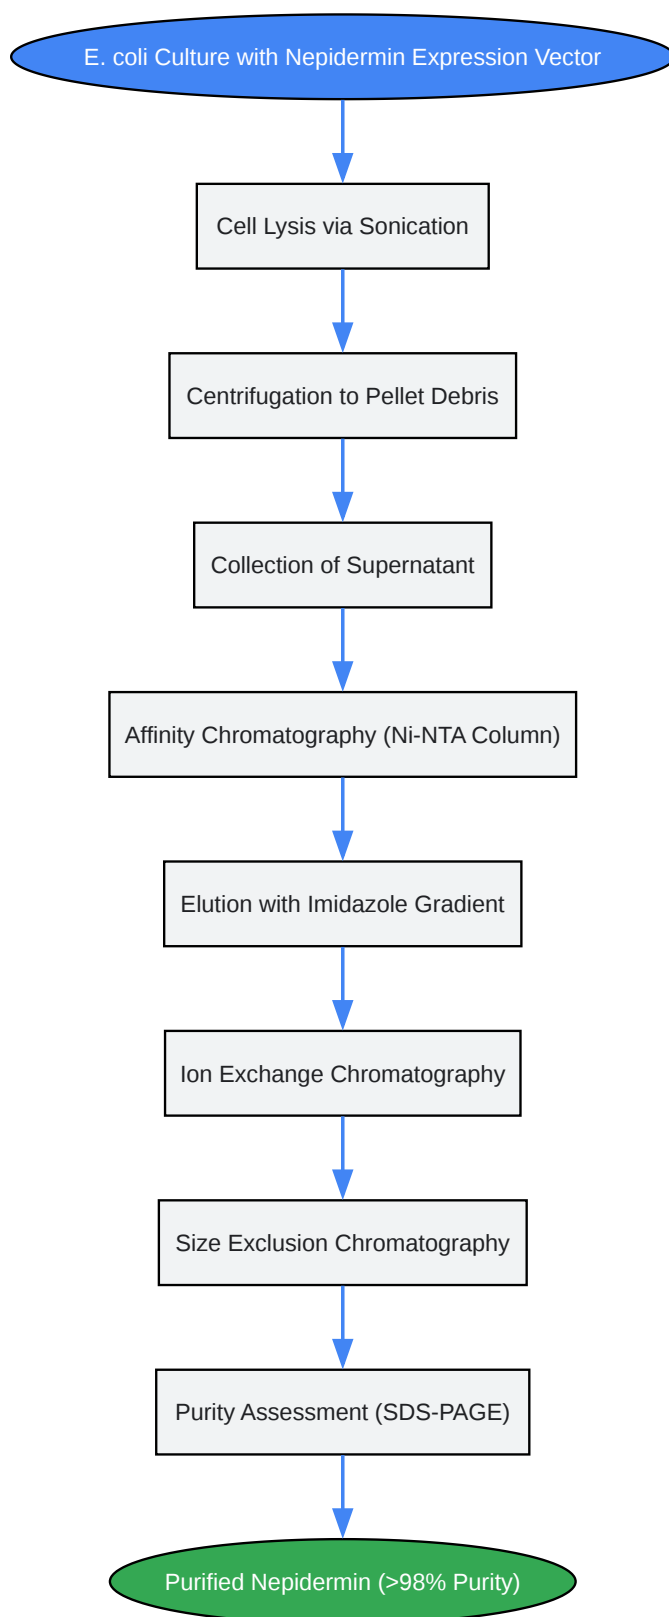 E. coli Culture with Nepidermin Expression Vector
Cell Lysis via Sonication
Centrifugation to Pellet Debris
Collection of Supernatant
Affinity Chromatography (Ni-NTA Column)
Elution with Imidazole Gradient
Ion Exchange Chromatography
Size Exclusion Chromatography
Purity Assessment (SDS-PAGE)
Purified Nepidermin (>98% Purity)